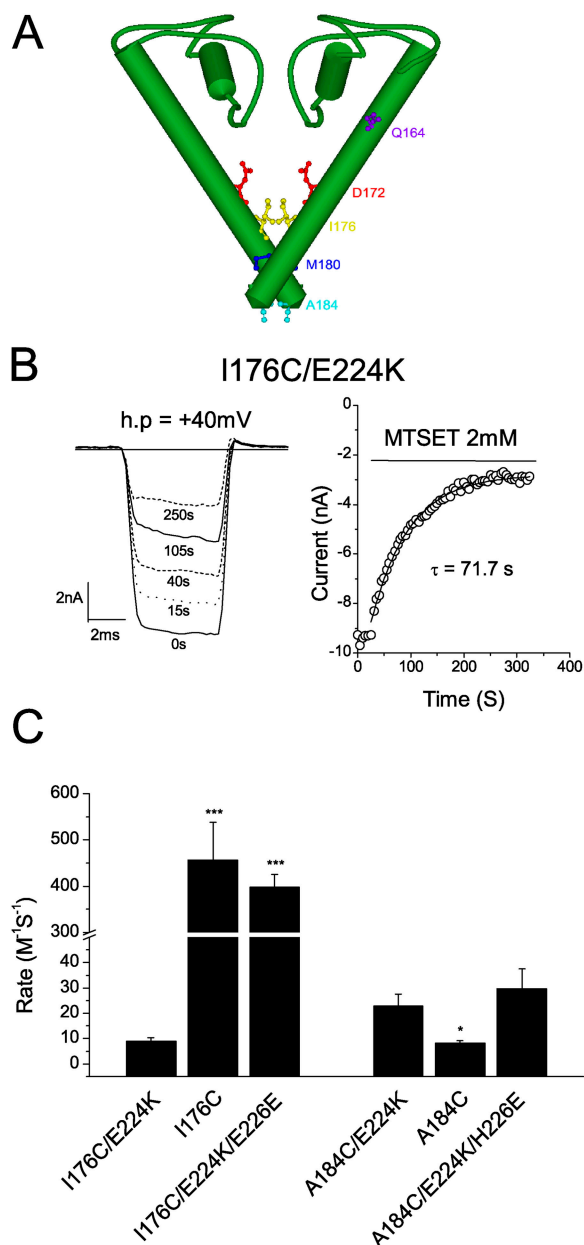 A
Q164
D172
I176
M180
A184
B
I176C/E224K
h.p = +40mV
250s
105s
40s
15s
0s
2nA
2ms
MTSET 2mM
τ = 71.7 s
Current (nA)
0
-2
-4
-6
-8
-10
0 100 200 300 400
Time (S)
C
Rate (M⁻¹S⁻¹)
600
500
400
300
30
20
10
0
***
***
*
I176C/E224K
I176C
I176C/E224K/E226E
A184C/E224K
A184C
A184C/E224K/H226E